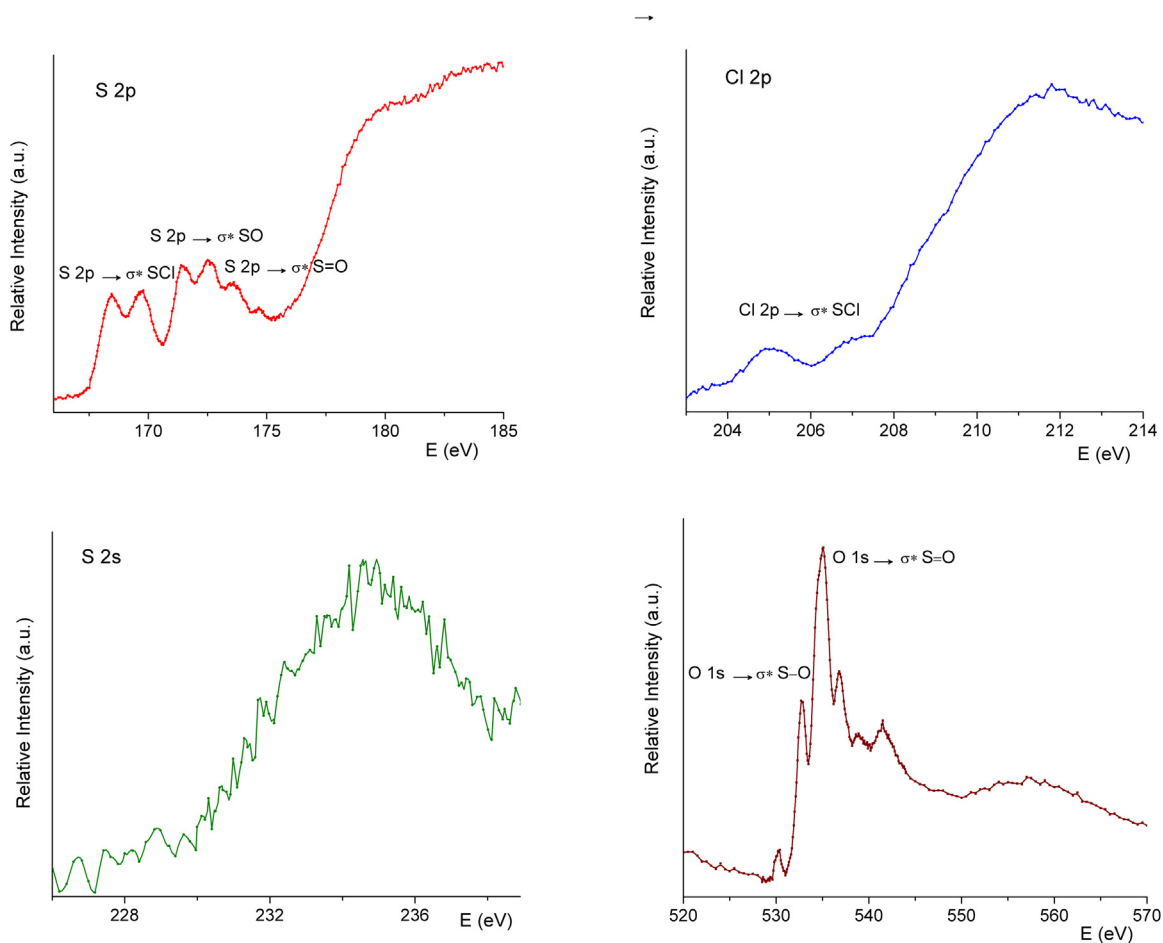 →
S 2p
S 2p → σ* SO
S 2p → σ* SCl
S 2p → σ* S=O
Relative Intensity (a.u.)
170 175 180 185
E (eV)
Cl 2p
Cl 2p → σ* SCl
Relative Intensity (a.u.)
204 206 208 210 212 214
E (eV)
S 2s
Relative Intensity (a.u.)
228 232 236
E (eV)
O 1s → σ* S=O
O 1s → σ* S–O
Relative Intensity (a.u.)
520 530 540 550 560 570
E (eV)